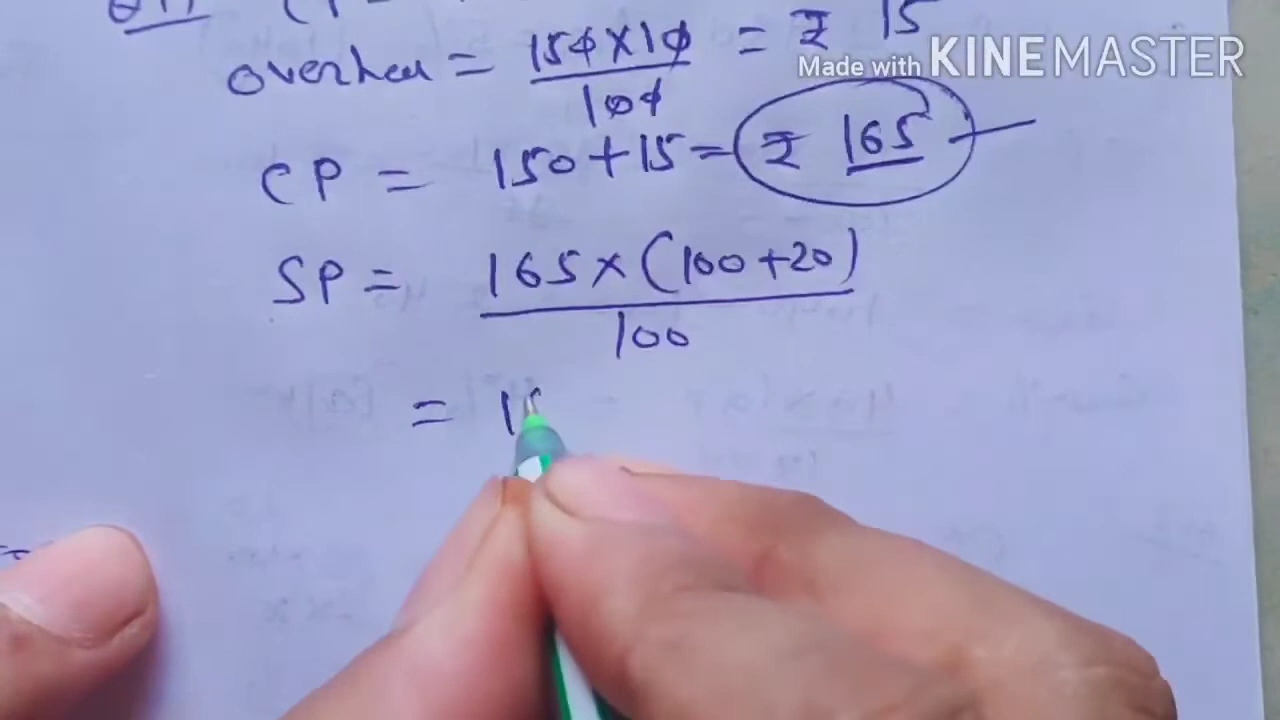 overhea = 150×10 / 100 = ₹ 15
Made with KINEMASTER
CP = 150+15= ₹ 165
SP = 165×(100+20) / 100
= 1